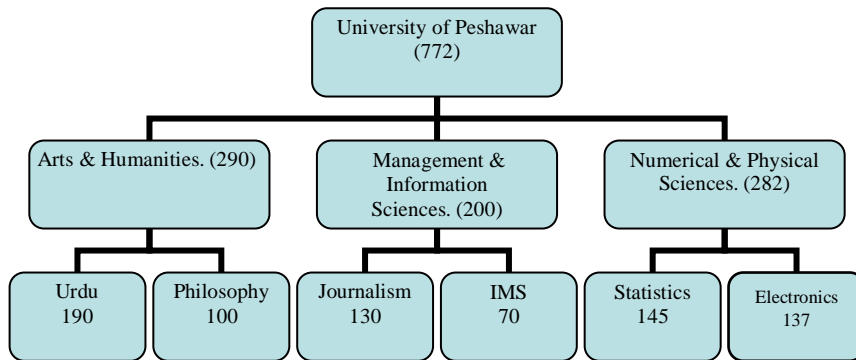 University of Peshawar
(772)
Arts & Humanities. (290)
Management &
Information
Sciences. (200)
Numerical & Physical
Sciences. (282)
Urdu
190
Philosophy
100
Journalism
130
IMS
70
Statistics
145
Electronics
137